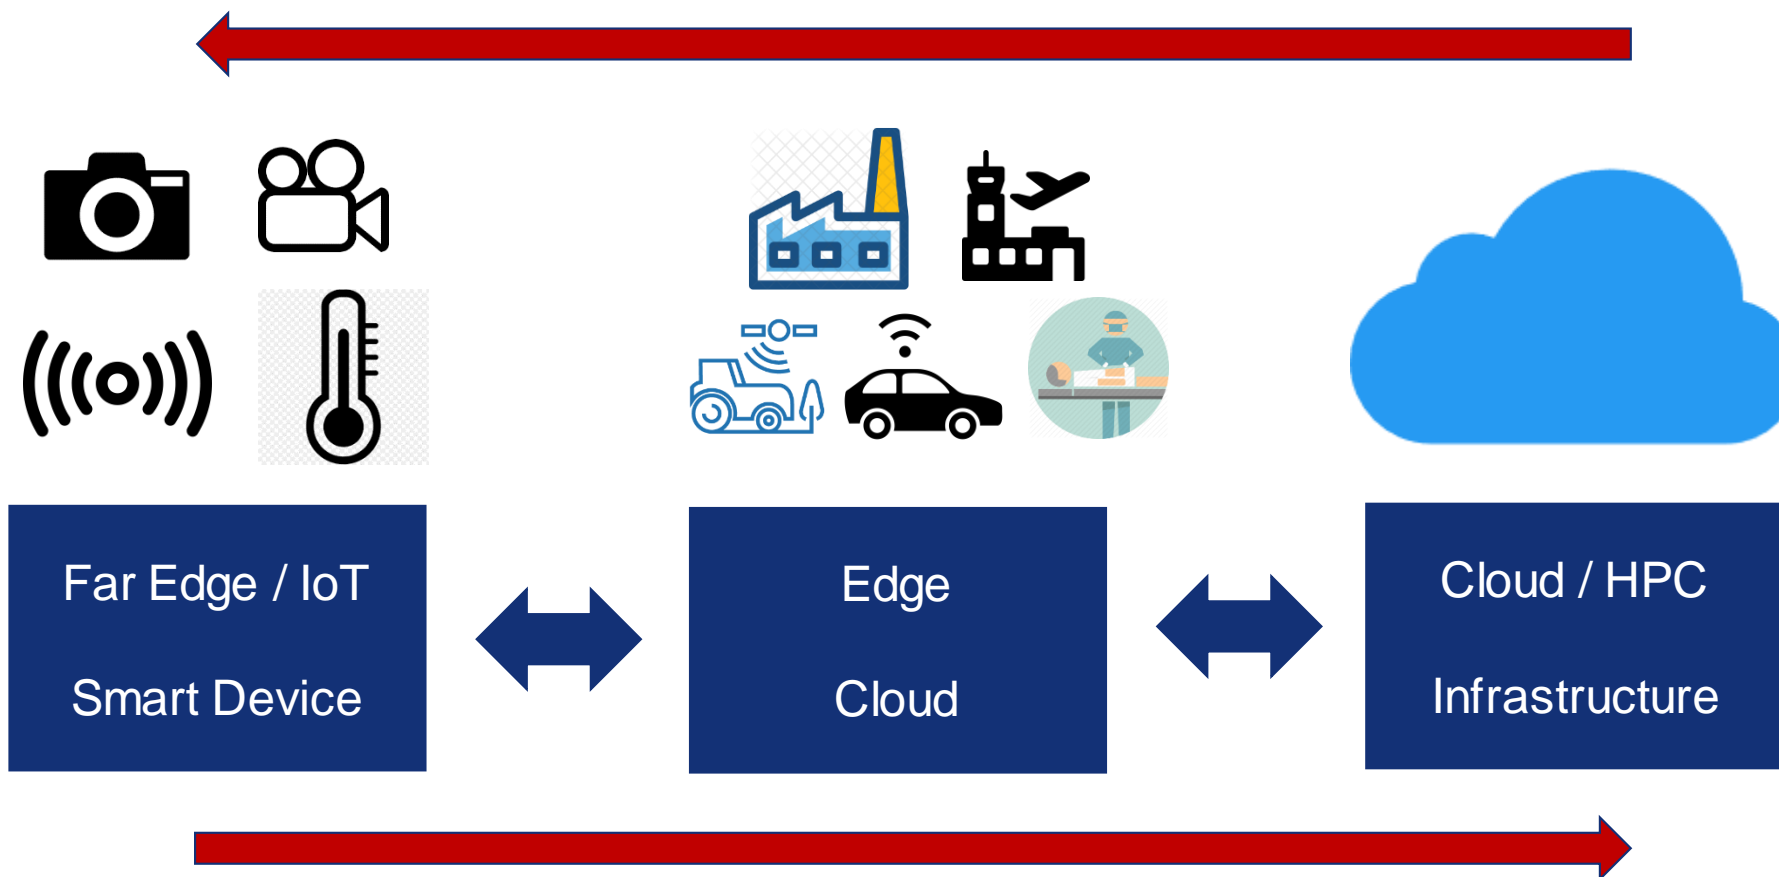 Far Edge / IoT
Smart Device
Edge
Cloud
Cloud / HPC
Infrastructure